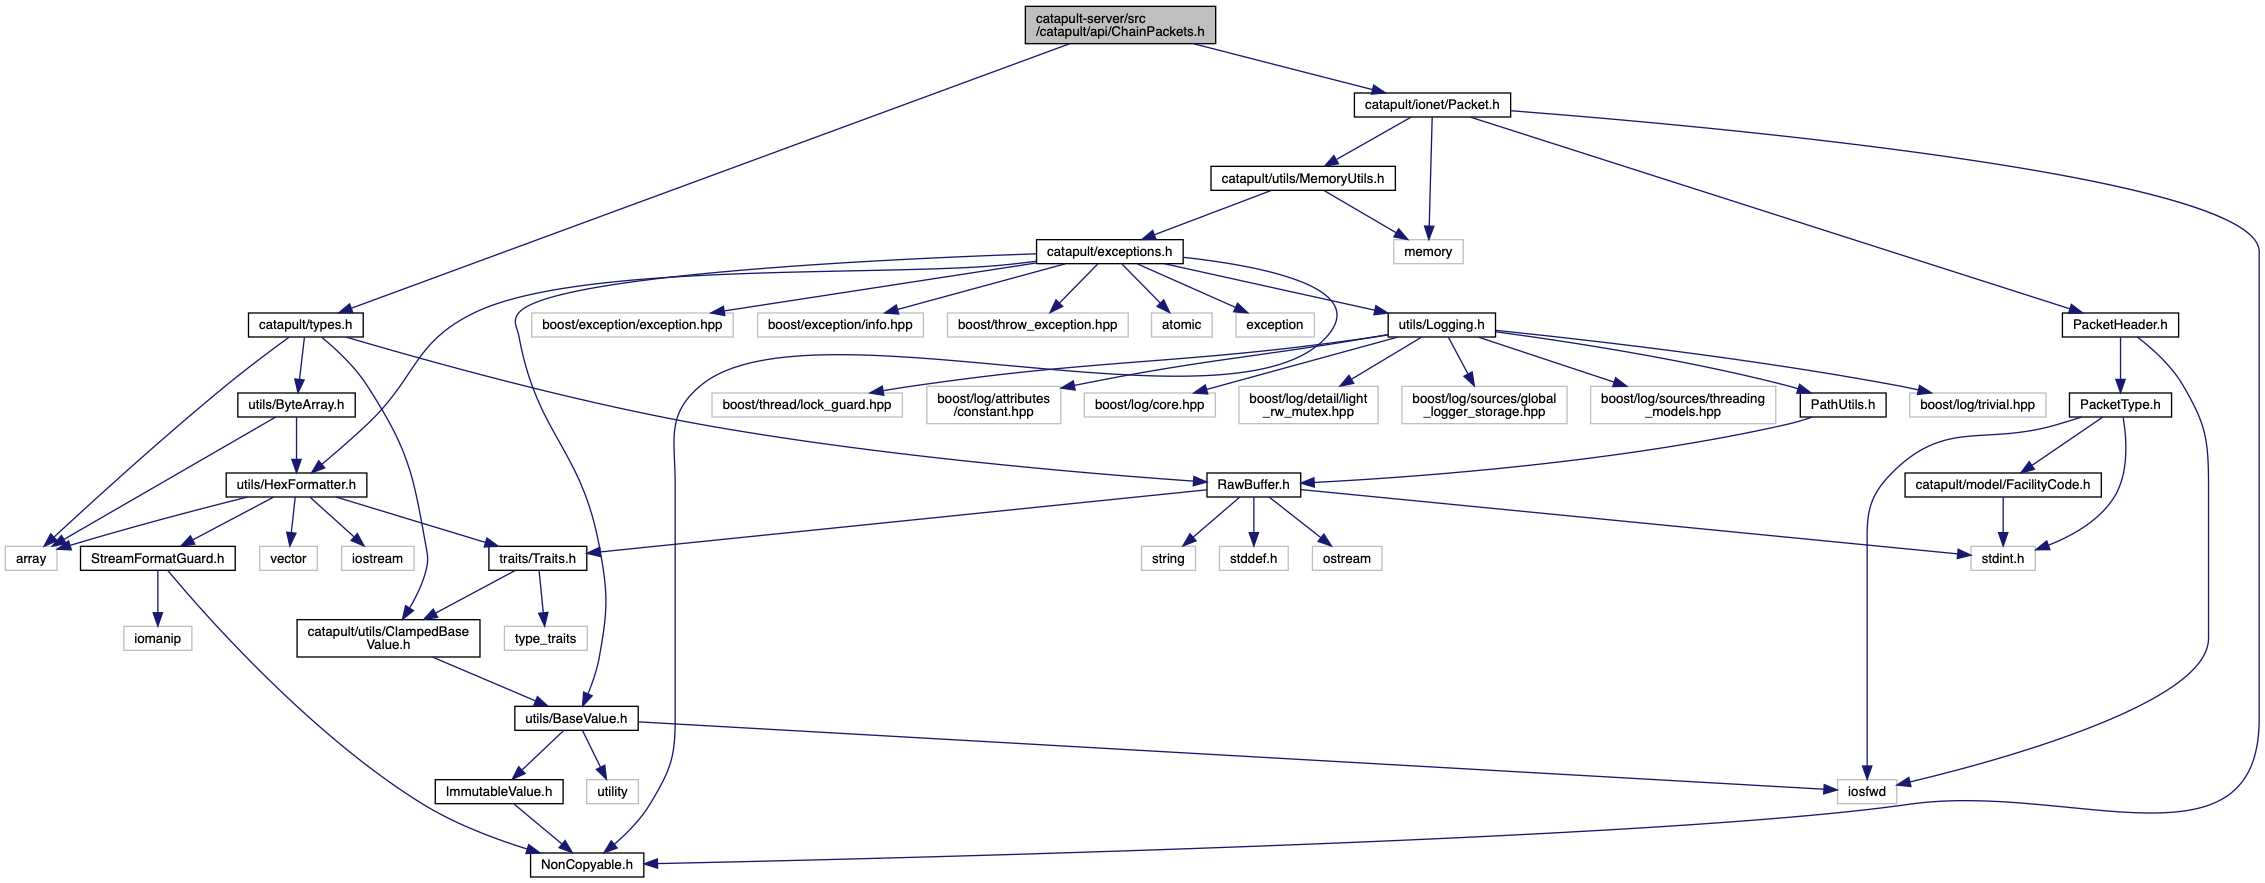 catapult-server/src
/catapult/api/ChainPackets.h
catapult/ionet/Packet.h
catapult/utils/MemoryUtils.h
catapult/exceptions.h
memory
catapult/types.h
boost/exception/exception.hpp
boost/exception/info.hpp
boost/throw_exception.hpp
atomic
exception
utils/Logging.h
PacketHeader.h
utils/ByteArray.h
boost/thread/lock_guard.hpp
boost/log/attributes
/constant.hpp
boost/log/core.hpp
boost/log/detail/light
_rw_mutex.hpp
boost/log/sources/global
_logger_storage.hpp
boost/log/sources/threading
_models.hpp
PathUtils.h
boost/log/trivial.hpp
PacketType.h
utils/HexFormatter.h
RawBuffer.h
catapult/model/FacilityCode.h
array
StreamFormatGuard.h
vector
iostream
traits/Traits.h
string
stddef.h
ostream
stdint.h
iomanip
catapult/utils/ClampedBase
Value.h
type_traits
utils/BaseValue.h
ImmutableValue.h
utility
iosfwd
NonCopyable.h